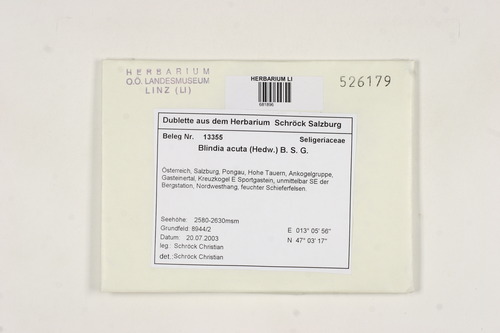 HERBARIUM
O.Ö. LANDESMUSEUM
LINZ (LI)
HERBARIUM LI
526179
Dublette aus dem Herbarium Schröck Salzburg
Beleg Nr. 13355 Seligeriaceae
Blindia acuta (Hedw.) B. S. G.
Österreich, Salzburg, Pongau, Hohe Tauern, Ankogelgruppe,
Gasteinertal, Kreuzkogel E Sportgastein, unmittelbar SE der
Bergstation, Nordwesthang, feuchter Schieferfelsen.
Seehöhe: 2580-2630msm
Grundfeld: 8944/2 E 013° 05' 56"
Datum: 20.07.2003 N 47° 03' 17"
leg.: Schröck Christian
det.: Schröck Christian